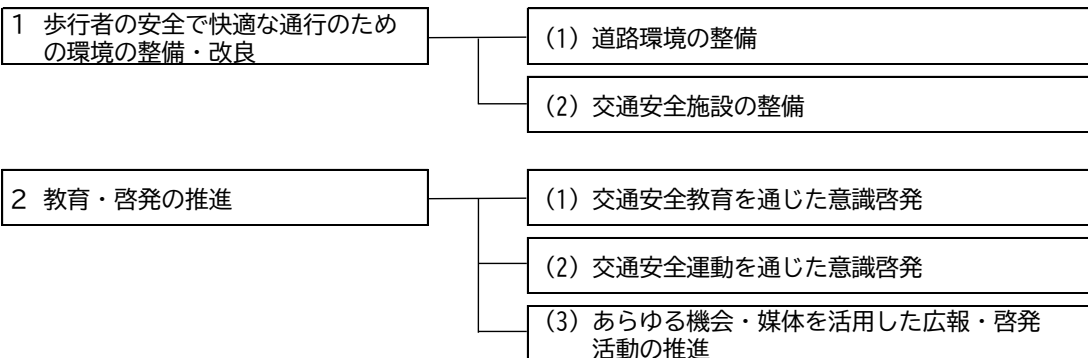 1 歩行者の安全で快適な通行のため
の環境の整備・改良
(1) 道路環境の整備
(2) 交通安全施設の整備
2 教育・啓発の推進
(1) 交通安全教育を通じた意識啓発
(2) 交通安全運動を通じた意識啓発
(3) あらゆる機会・媒体を活用した広報・啓発
活動の推進